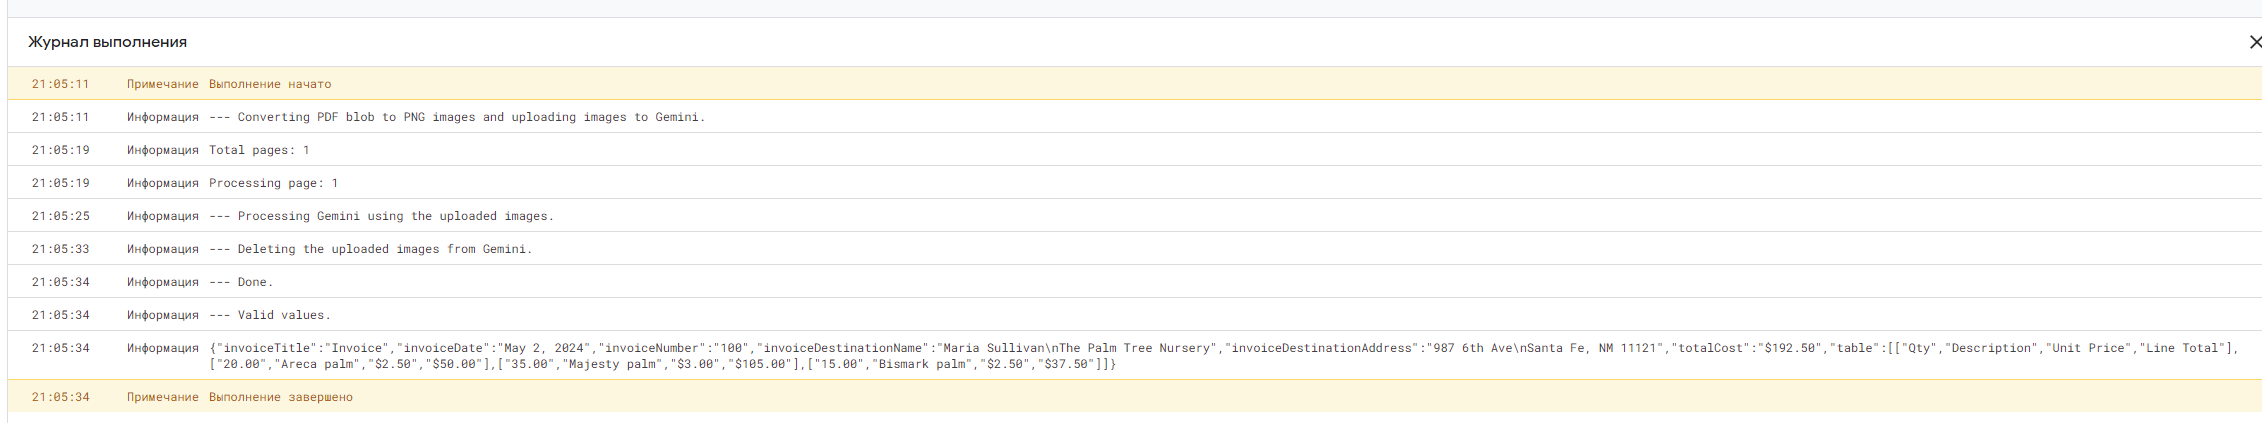 Журнал выполнения
21:05:11 Примечание Выполнение начато
21:05:11 Информация --- Converting PDF blob to PNG images and uploading images to Gemini.
21:05:19 Информация Total pages: 1
21:05:19 Информация Processing page: 1
21:05:25 Информация --- Processing Gemini using the uploaded images.
21:05:33 Информация --- Deleting the uploaded images from Gemini.
21:05:34 Информация --- Done.
21:05:34 Информация --- Valid values.
21:05:34 Информация {"invoiceTitle":"Invoice","invoiceDate":"May 2, 2024","invoiceNumber":"100","invoiceDestinationName":"Maria Sullivan\nThe Palm Tree Nursery","invoiceDestinationAddress":"987 6th Ave\nSanta Fe, NM 11121","totalCost":"$192.50","table":[["Qty","Description","Unit Price","Line Total"],
["20.00","Areca palm","$2.50","$50.00"],["35.00","Majesty palm","$3.00","$105.00"],["15.00","Bismark palm","$2.50","$37.50"]]}
21:05:34 Примечание Выполнение завершено